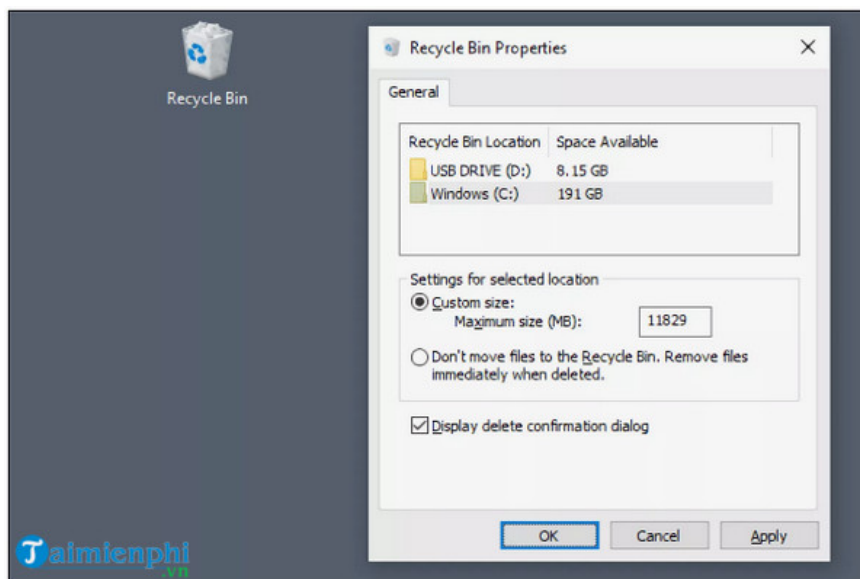 Recycle Bin
Recycle Bin Properties
General
Recycle Bin Location Space Available
USB DRIVE (D:) 8.15 GB
Windows (C:) 191 GB
Settings for selected location
Custom size:
Maximum size (MB): 11829
Don't move files to the Recycle Bin. Remove files
immediately when deleted.
Display delete confirmation dialog
OK Cancel Apply
Taimienphi
.vn